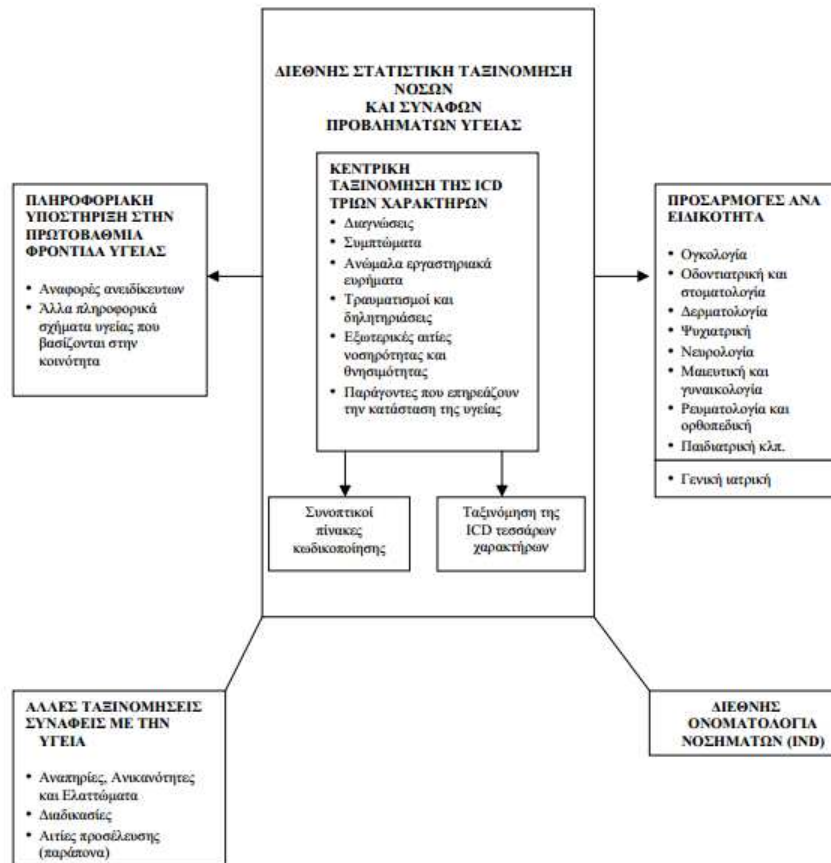 ΔΙΕΘΝΗΣ ΣΤΑΤΙΣΤΙΚΗ ΤΑΞΙΝΟΜΗΣΗ
ΝΟΣΩΝ
ΚΑΙ ΣΥΝΑΦΩΝ
ΠΡΟΒΛΗΜΑΤΩΝ ΥΓΕΙΑΣ
ΠΛΗΡΟΦΟΡΙΑΚΗ
ΥΠΟΣΤΗΡΙΞΗ ΣΤΗΝ
ΠΡΩΤΟΒΑΘΜΙΑ
ΦΡΟΝΤΙΔΑ ΥΓΕΙΑΣ
• Αναφορές ανειδίκευτων
• Άλλα πληροφορικά
σχήματα υγείας που
βασίζονται στην
κοινότητα
ΚΕΝΤΡΙΚΗ
ΤΑΞΙΝΟΜΗΣΗ ΤΗΣ ICD
ΤΡΙΩΝ ΧΑΡΑΚΤΗΡΩΝ
• Διαγνώσεις
• Συμπτώματα
• Ανώμαλα εργαστηριακά
ευρήματα
• Τραυματισμοί και
δηλητηριάσεις
• Εξωτερικές αιτίες
νοσηρότητας και
θνησιμότητας
• Παράγοντες που επηρεάζουν
την κατάσταση της υγείας
ΠΡΟΣΑΡΜΟΓΕΣ ΑΝΑ
ΕΙΔΙΚΟΤΗΤΑ
• Ογκολογία
• Οδοντιατρική και
στοματολογία
• Δερματολογία
• Ψυχιατρική
• Νευρολογία
• Μαιευτική και
γυναικολογία
• Ρευματολογία και
ορθοπεδική
• Παιδιατρική κλπ.
• Γενική ιατρική
Συνοπτικοί
πίνακες
κωδικοποίησης
Ταξινόμηση της
ICD τεσσάρων
χαρακτήρων
ΑΛΛΕΣ ΤΑΞΙΝΟΜΗΣΕΙΣ
ΣΥΝΑΦΕΙΣ ΜΕ ΤΗΝ
ΥΓΕΙΑ
• Αναπηρίες, Ανικανότητες
και Ελαττώματα
• Διαδικασίες
• Αιτίες προσέλευσης
(παράπονα)
ΔΙΕΘΝΗΣ
ΟΝΟΜΑΤΟΛΟΓΙΑ
ΝΟΣΗΜΑΤΩΝ (IND)